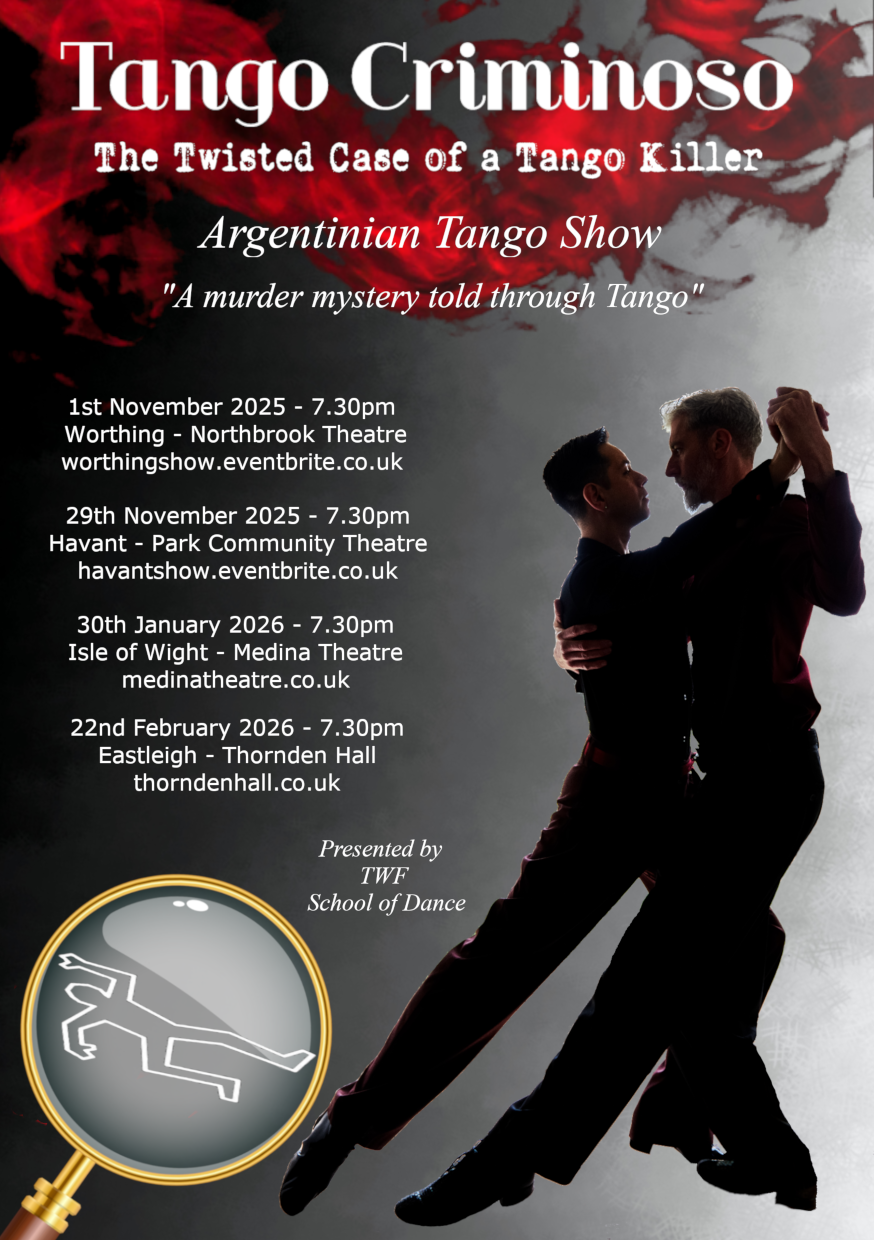 Tango Criminoso
The Twisted Case of a Tango Killer
Argentinian Tango Show
"A murder mystery told through Tango"
1st November 2025 - 7.30pm
Worthing - Northbrook Theatre
worthingshow.eventbrite.co.uk
29th November 2025 - 7.30pm
Havant - Park Community Theatre
havantshow.eventbrite.co.uk
30th January 2026 - 7.30pm
Isle of Wight - Medina Theatre
medinatheatre.co.uk
22nd February 2026 - 7.30pm
Eastleigh - Thornden Hall
thorndenhall.co.uk
Presented by
TWF
School of Dance